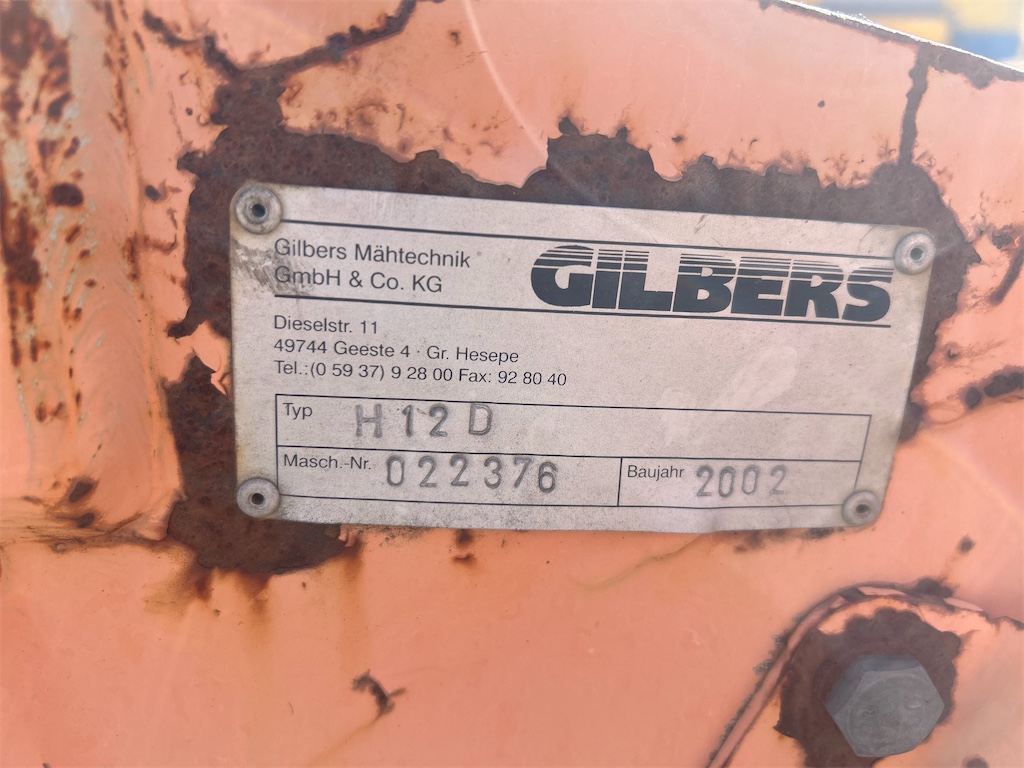 Gilbers Mähtechnik
GmbH & Co. KG
GILBERS
Dieselstr. 11
49744 Geeste 4 · Gr. Hesepe
Tel.:(0 59 37) 9 28 00 Fax: 92 80 40
Typ H12D
Masch.-Nr. 022376 Baujahr 2002